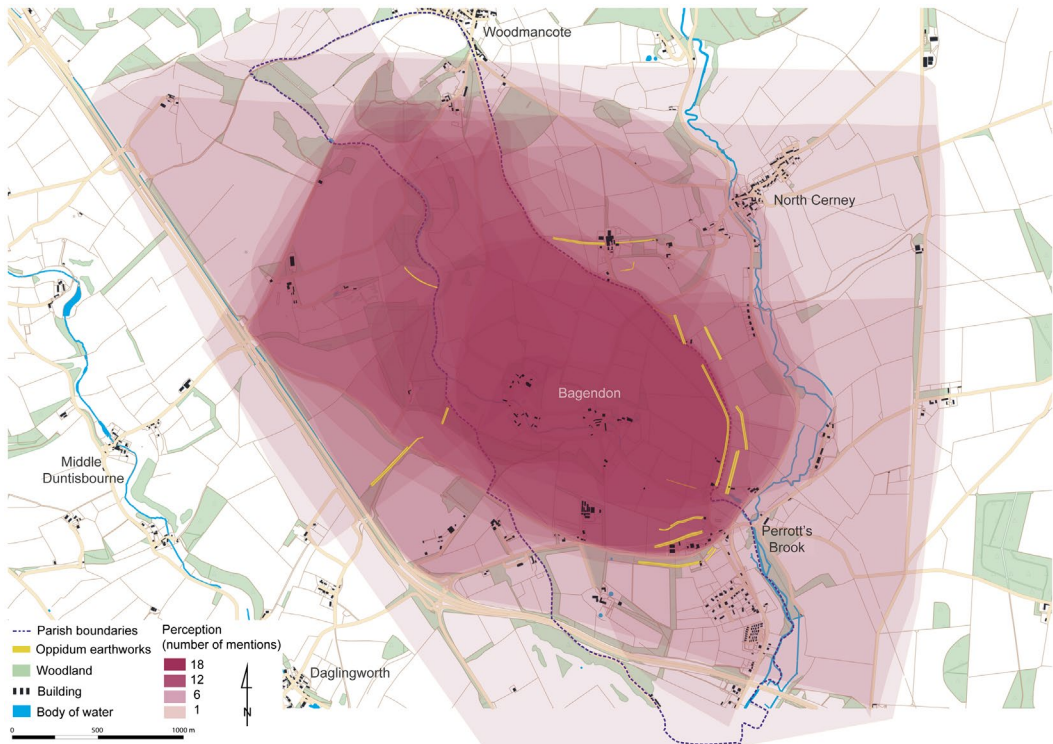 Woodmancote
North Cerney
Bagendon
Middle
Duntisbourne
Perrott's
Brook
Daglingworth
Parish boundaries
Oppidum earthworks
Woodland
Building
Body of water
Perception
(number of mentions)
18
12
6
1
N
0 500 1000 m